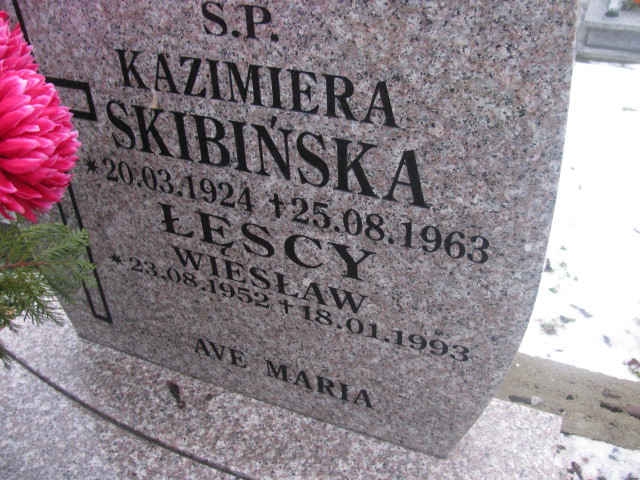 S.P.
KAZIMIERA
SKIBIŃSKA
*20.03.1924 +25.08.1963
ŁĘSCY
WIESŁAW
*23.08.1952 +18.01.1993
AVE MARIA